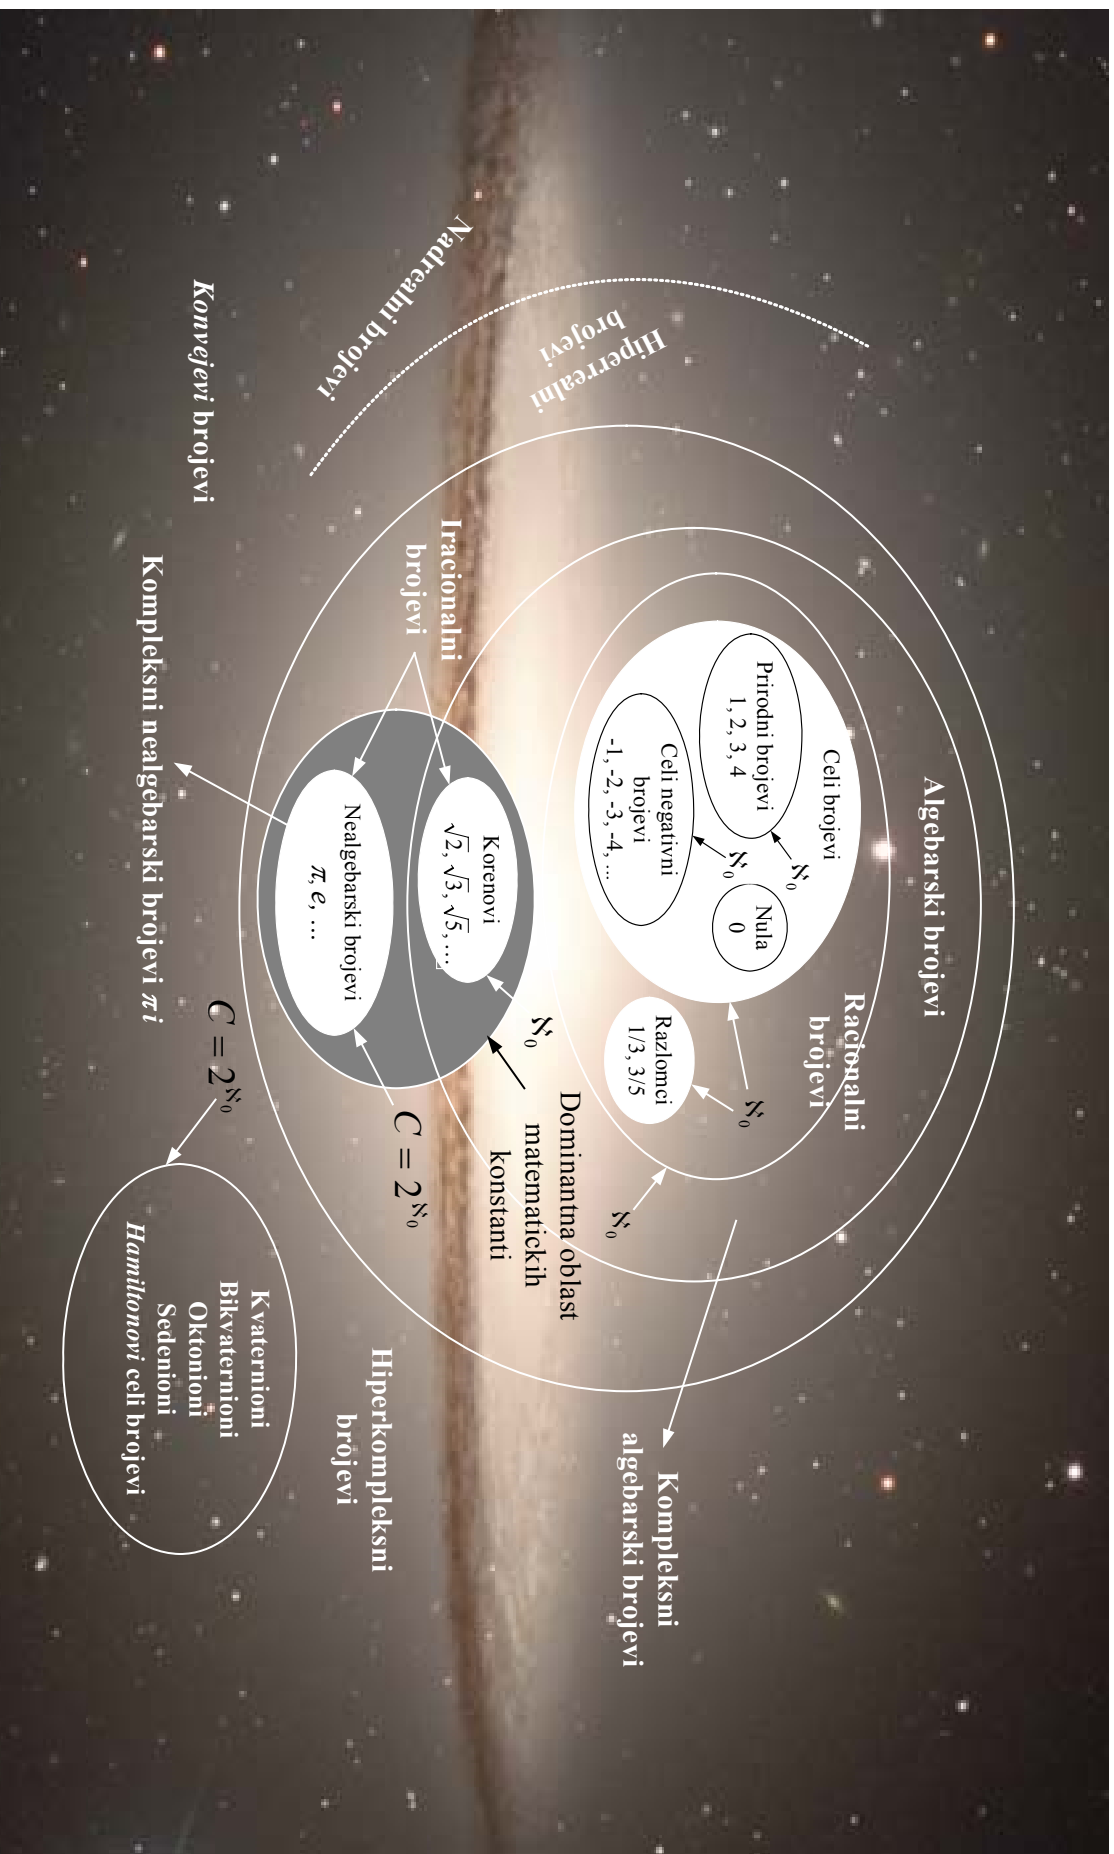 Algebarski brojevi
Racionalni
brojevi
Celi brojevi
Prirodni brojevi
1, 2, 3, 4
ℵ₀
Nula
0
Celi negativni
brojevi
-1, -2, -3, -4, ...
ℵ₀
ℵ₀
Razlomci
1/3, 3/5
ℵ₀
Kompleksni
algebarski brojevi
Hiperrealni
brojevi
Nadrealni brojevi
Konvejevi brojevi
Iracionalni
brojevi
Korenovi
√2, √3, √5, ...
ℵ₀
Dominantna oblast
matematickih
konstanti
Nealgebarski brojevi
π, e, ...
C = 2^ℵ₀
Kompleksni nealgebarski brojevi π i
C = 2^ℵ₀
Hiperkompleksni
brojevi
Kvaternioni
Bikvaternioni
Oktonioni
Sedenioni
Hamiltonovi celi brojevi